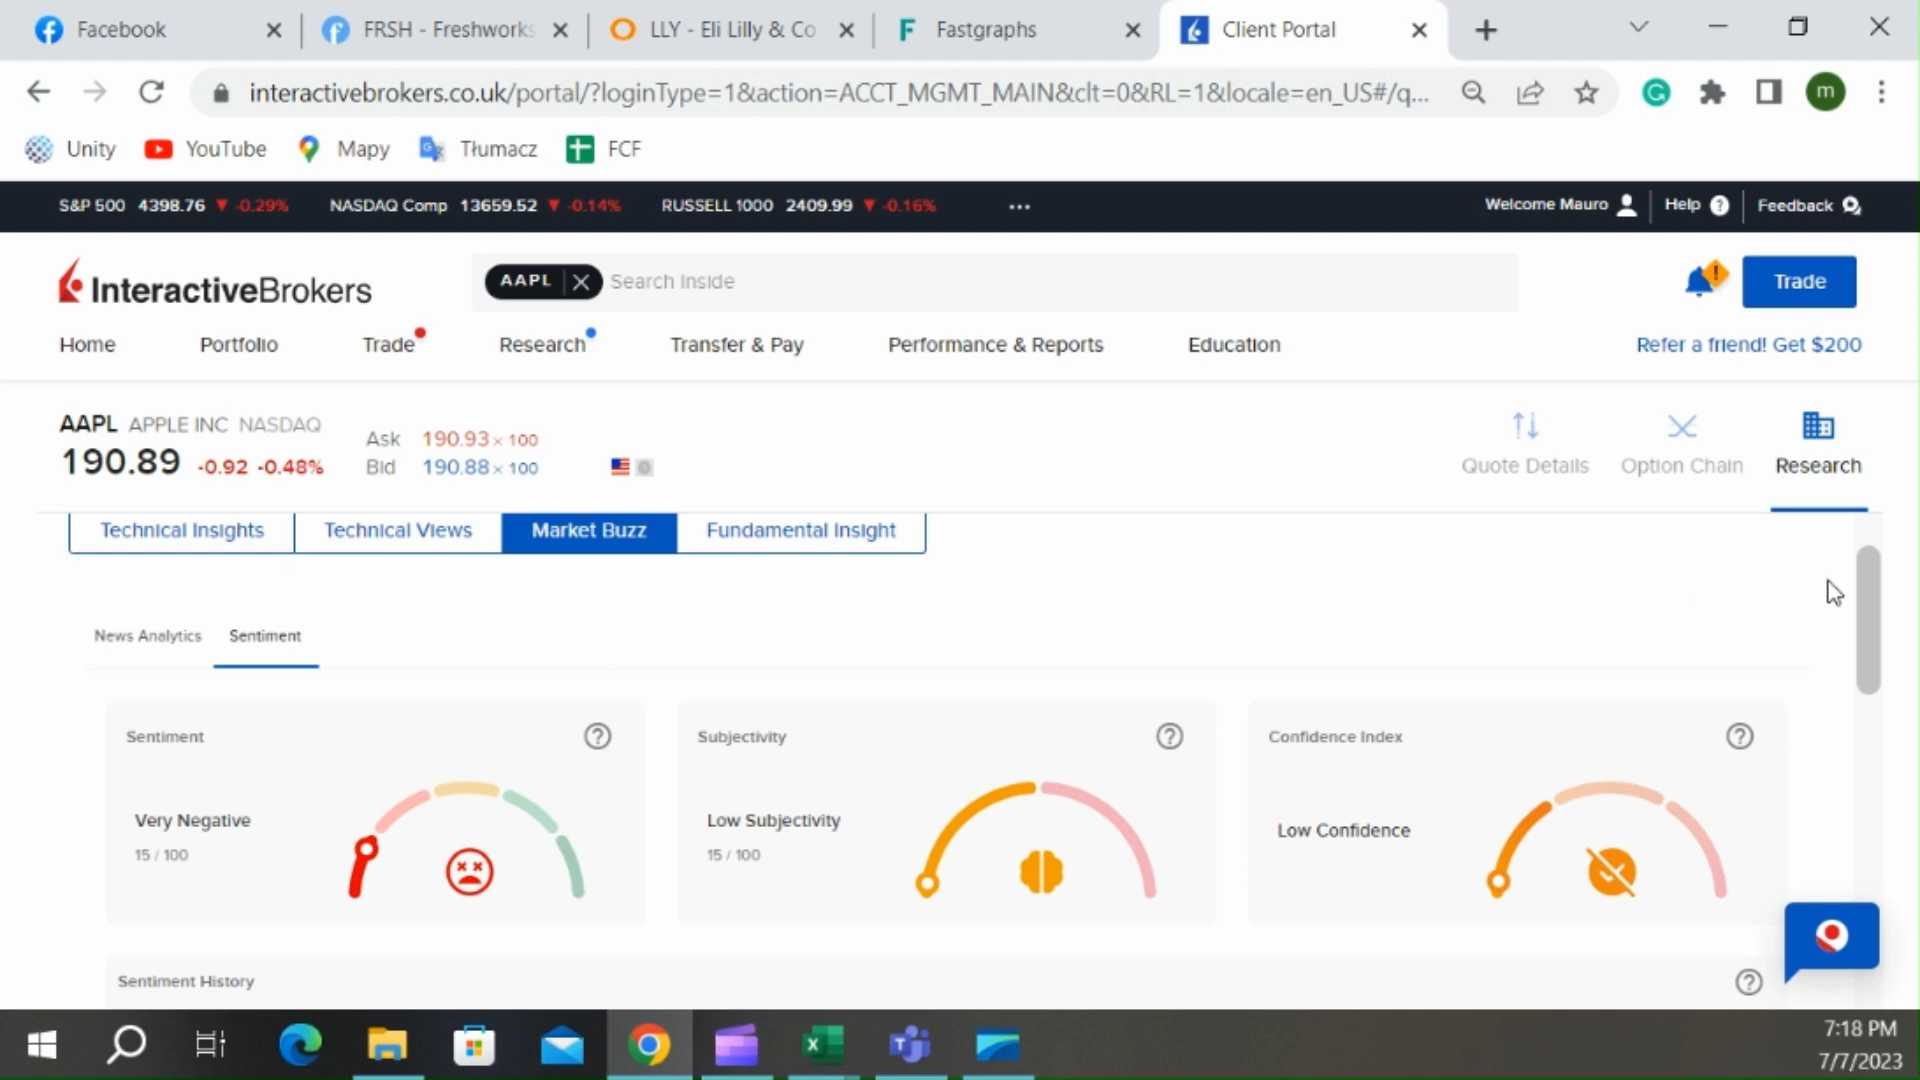 Facebook
FRSH - Freshworks
LLY - Eli Lilly & Co
Fastgraphs
Client Portal
interactivebrokers.co.uk/portal/?loginType=1&action=ACCT_MGMT_MAIN&clt=0&RL=1&locale=en_US#/q...
m
Unity
YouTube
Mapy
Tłumacz
FCF
S&P 500 4398.76 ▼ -0.29%
NASDAQ Comp 13659.52 ▼ -0.14%
RUSSELL 1000 2409.99 ▼ -0.16%
...
Welcome Mauro
Help
Feedback
InteractiveBrokers
AAPL
Search Inside
Trade
Home
Portfolio
Trade
Research
Transfer & Pay
Performance & Reports
Education
Refer a friend! Get $200
AAPL APPLE INC NASDAQ
190.89 -0.92 -0.48%
Ask 190.93 × 100
Bid 190.88 × 100
Quote Details
Option Chain
Research
Technical Insights
Technical Views
Market Buzz
Fundamental Insight
News Analytics
Sentiment
Sentiment
Very Negative
15 / 100
Subjectivity
Low Subjectivity
15 / 100
Confidence Index
Low Confidence
Sentiment History
7:18 PM
7/7/2023